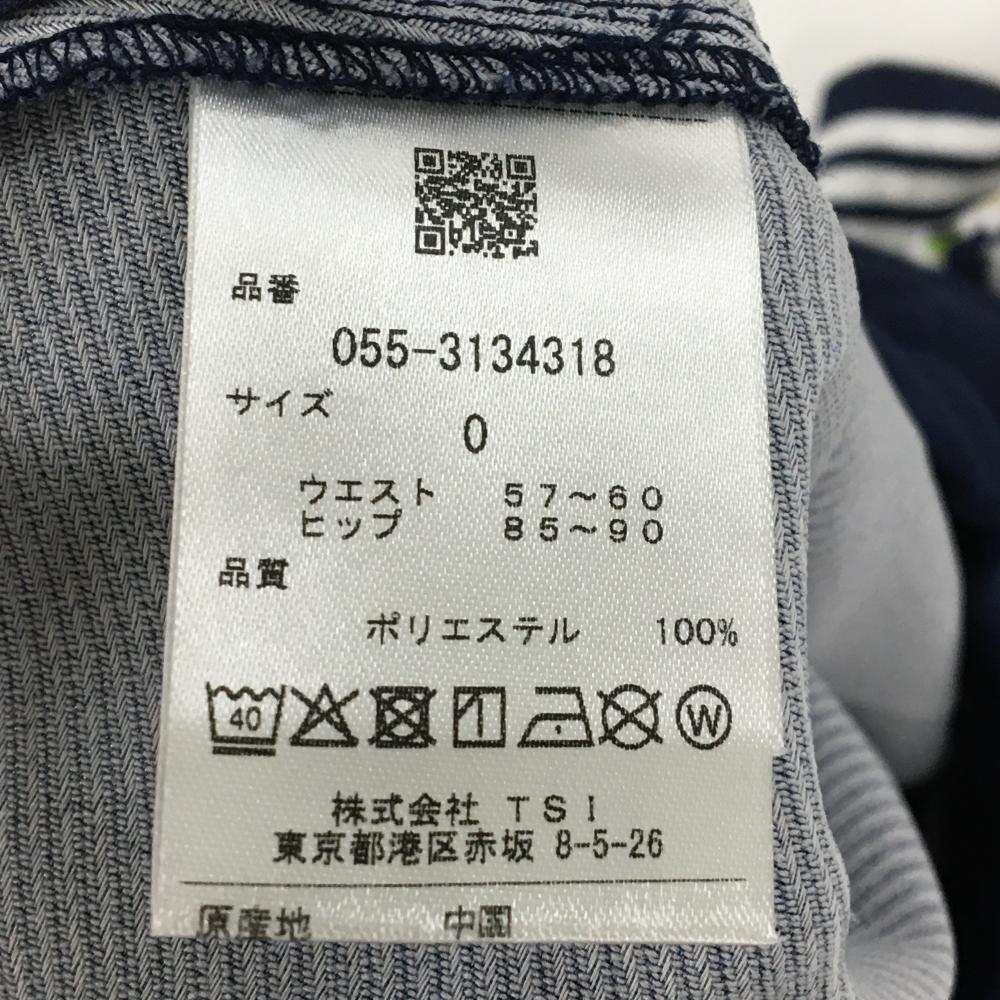 品番
055-3134318
サイズ
0
ウエスト 57～60
ヒップ 85～90
品質
ポリエステル 100%
40 W
株式会社 TSI
東京都港区赤坂 8-5-26
原産地 中国